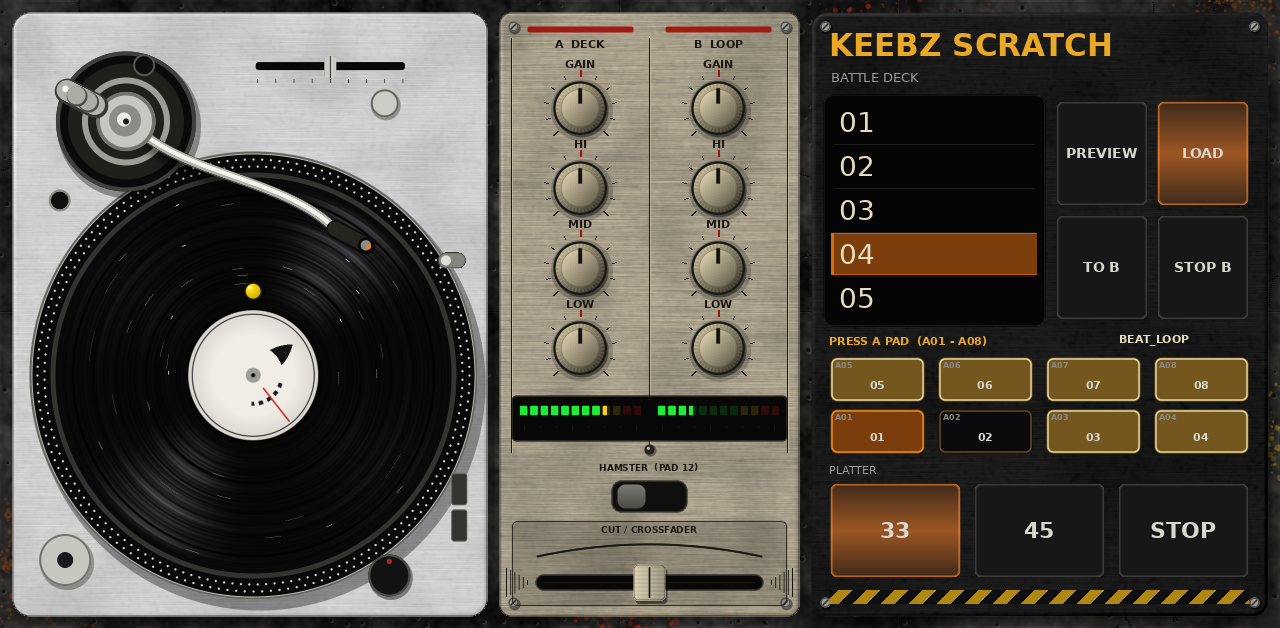 A DECK
B LOOP
GAIN
GAIN
HI
HI
MID
MID
LOW
LOW
HAMSTER (PAD 12)
CUT / CROSSFADER
KEEBZ SCRATCH
BATTLE DECK
01
02
03
04
05
PREVIEW
LOAD
TO B
STOP B
PRESS A PAD (A01 - A08)
BEAT_LOOP
A05
05
A06
06
A07
07
A08
08
A01
01
A02
02
A03
03
A04
04
PLATTER
33
45
STOP